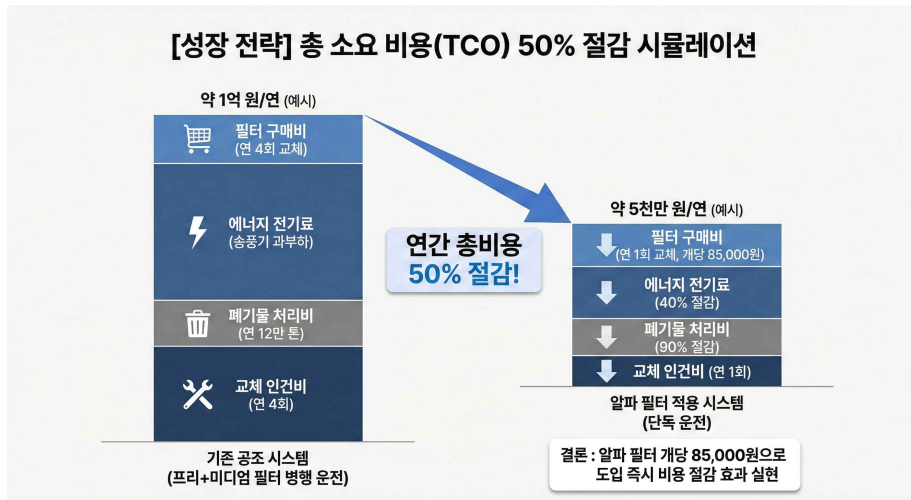 [성장 전략] 총 소요 비용(TCO) 50% 절감 시뮬레이션
약 1억 원/연 (예시)
필터 구매비
(연 4회 교체)
에너지 전기료
(송풍기 과부하)
폐기물 처리비
(연 12만 톤)
교체 인건비
(연 4회)
기존 공조 시스템
(프리+미디엄 필터 병행 운전)
연간 총비용
50% 절감!
약 5천만 원/연 (예시)
필터 구매비
(연 1회 교체, 개당 85,000원)
에너지 전기료
(40% 절감)
폐기물 처리비
(90% 절감)
교체 인건비 (연 1회)
알파 필터 적용 시스템
(단독 운전)
결론 : 알파 필터 개당 85,000원으로
도입 즉시 비용 절감 효과 실현